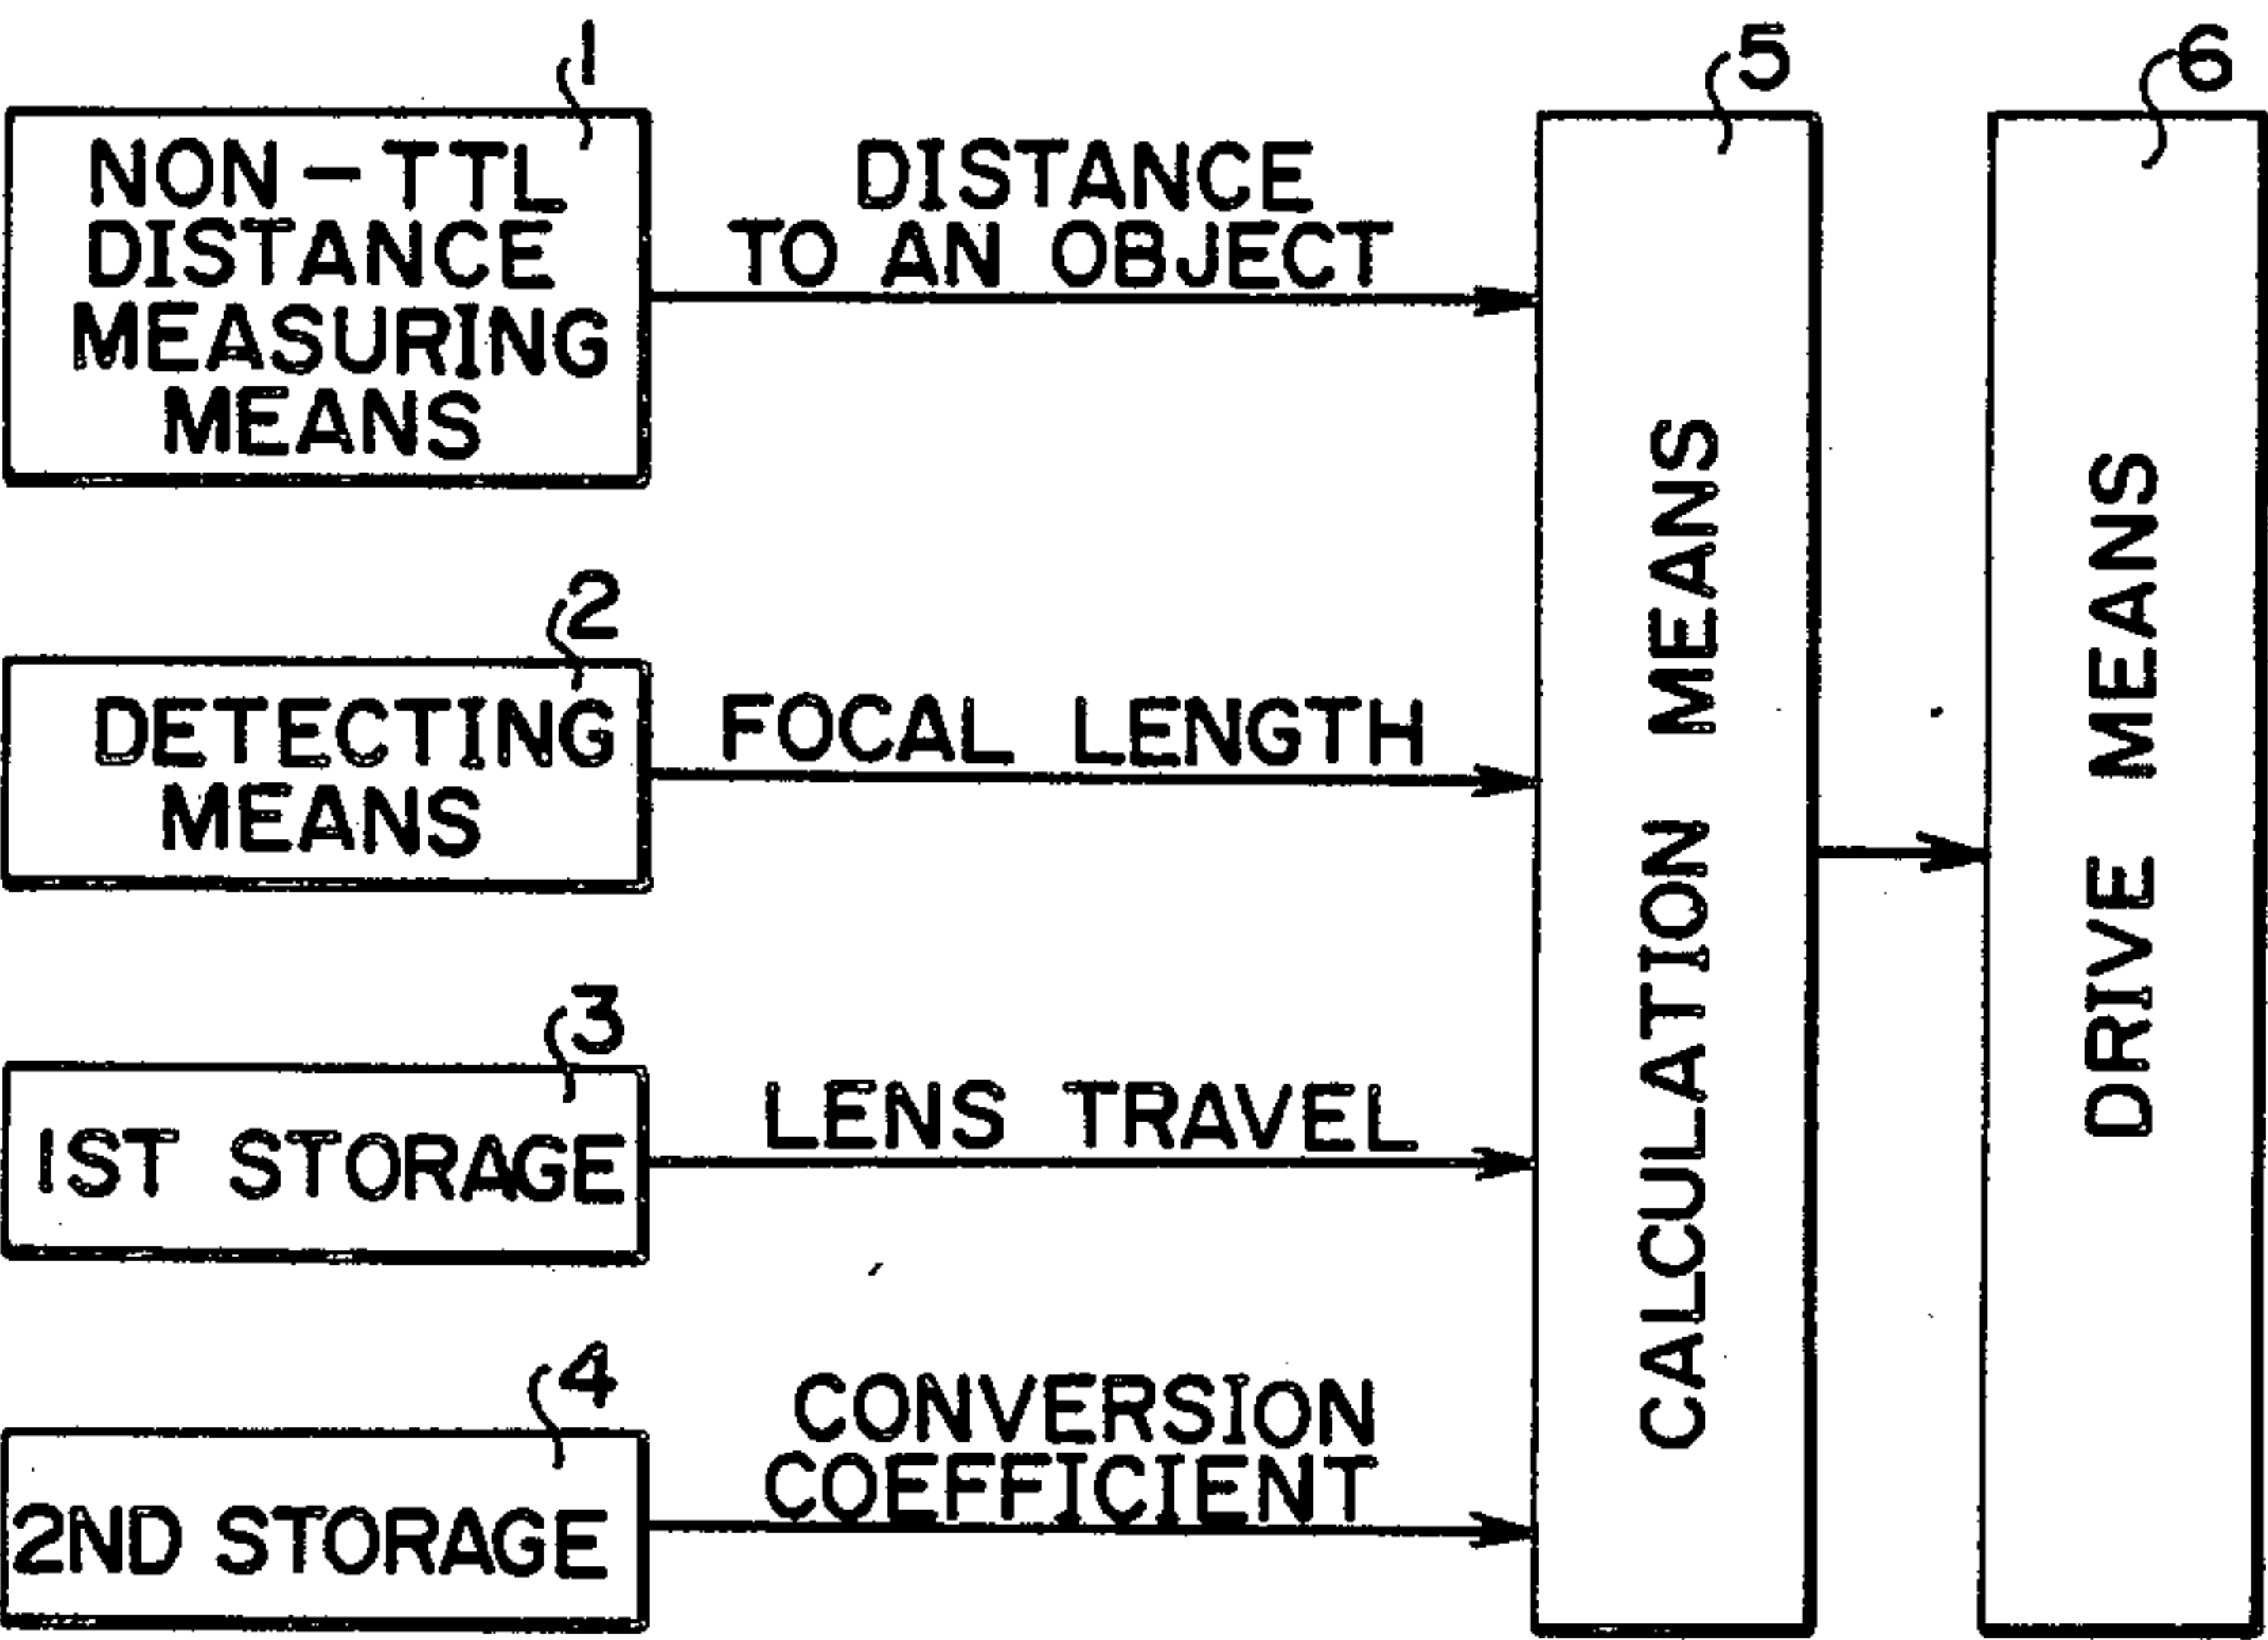 1
NON-TTL
DISTANCE
MEASURING
MEANS
DISTANCE
TO AN OBJECT
2
DETECTING
MEANS
FOCAL LENGTH
3
1ST STORAGE
LENS TRAVEL
4
2ND STORAGE
CONVERSION
COEFFICIENT
5
CALCULATION MEANS
6
DRIVE MEANS